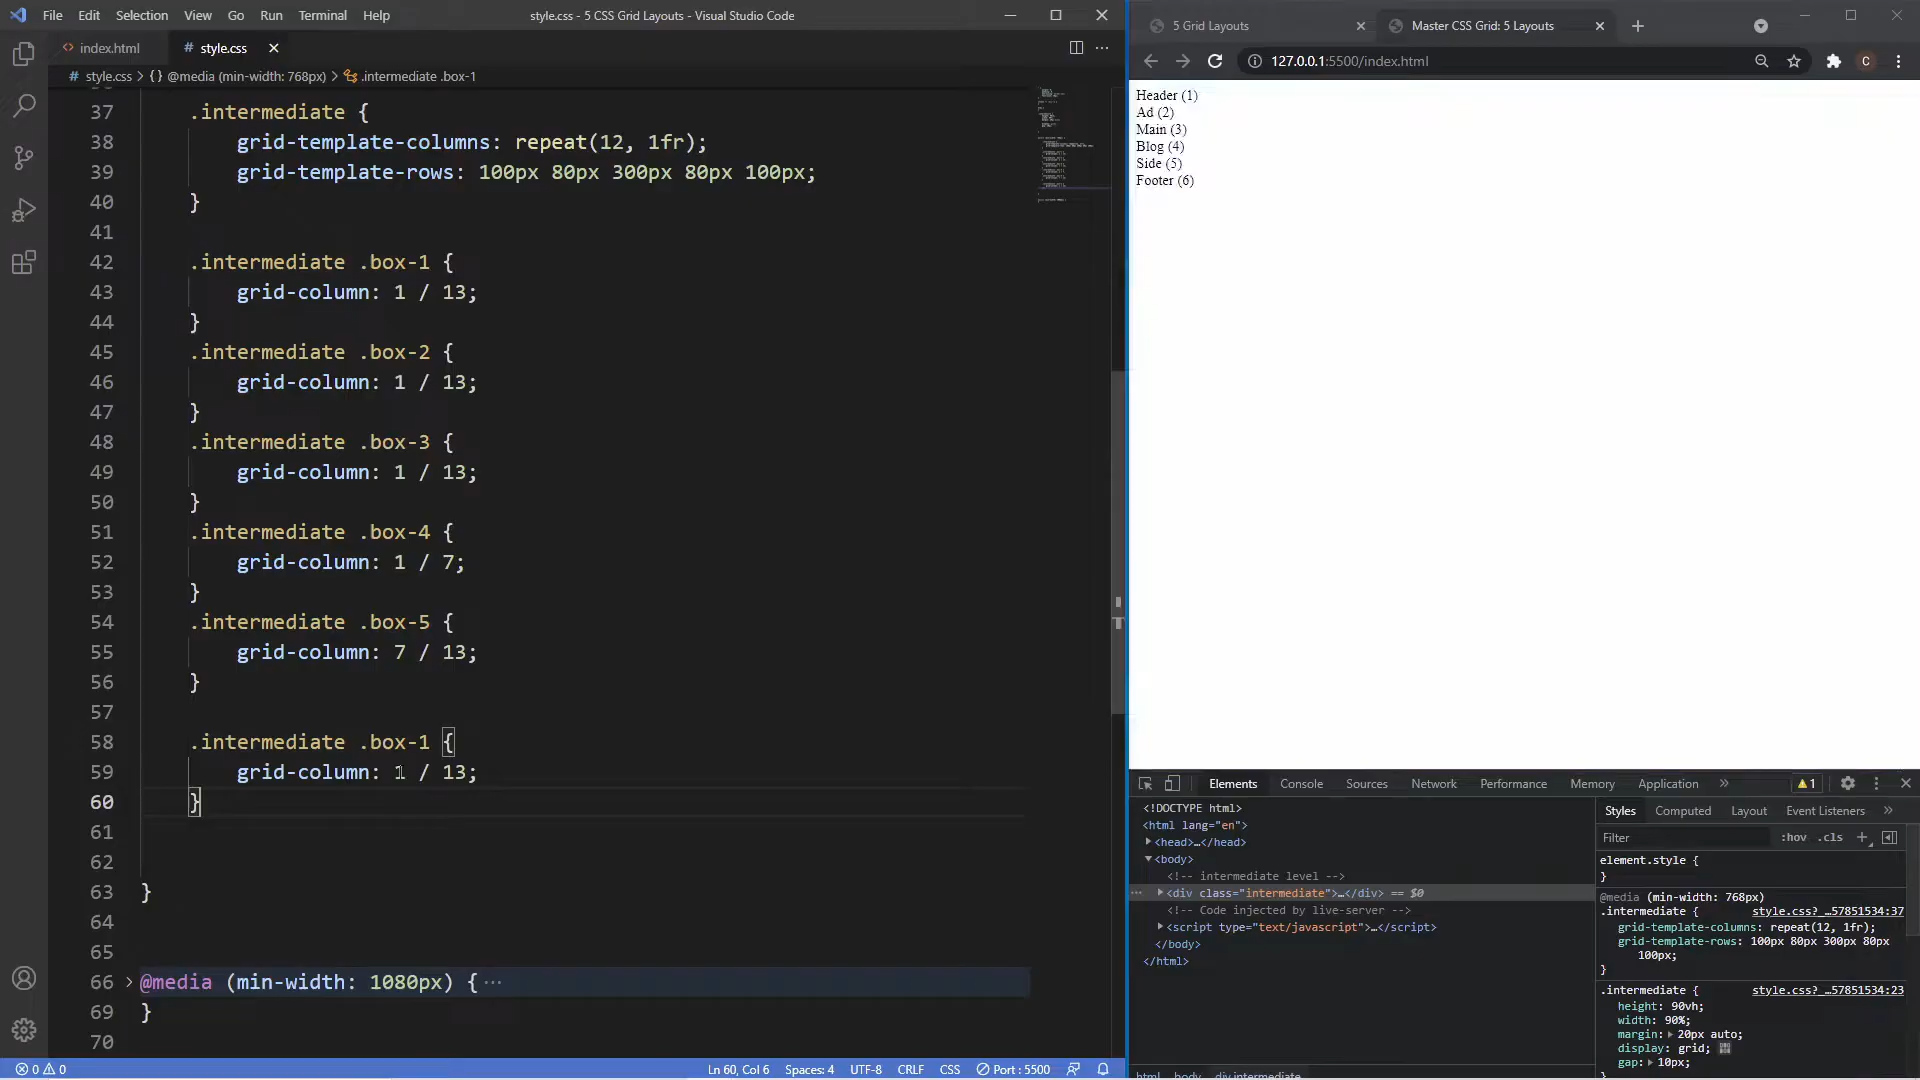 File Edit Selection View Go Run Terminal Help
style.css - 5 CSS Grid Layouts - Visual Studio Code
index.html
# style.css
# style.css > {} @media (min-width: 768px) > .intermediate .box-1
37 .intermediate {
38 grid-template-columns: repeat(12, 1fr);
39 grid-template-rows: 100px 80px 300px 80px 100px;
40 }
41
42 .intermediate .box-1 {
43 grid-column: 1 / 13;
44 }
45 .intermediate .box-2 {
46 grid-column: 1 / 13;
47 }
48 .intermediate .box-3 {
49 grid-column: 1 / 13;
50 }
51 .intermediate .box-4 {
52 grid-column: 1 / 7;
53 }
54 .intermediate .box-5 {
55 grid-column: 7 / 13;
56 }
57
58 .intermediate .box-1 {
59 grid-column: 1 / 13;
60 }
61
62
63 }
64
65
66 @media (min-width: 1080px) {···
69 }
70
0 0
Ln 60, Col 6 Spaces: 4 UTF-8 CRLF CSS Port : 5500
5 Grid Layouts
Master CSS Grid: 5 Layouts
127.0.0.1:5500/index.html
C
Header (1)
Ad (2)
Main (3)
Blog (4)
Side (5)
Footer (6)
Elements Console Sources Network Performance Memory Application » 1
<!DOCTYPE html>
<html lang="en">
<head>…</head>
<body>
<!-- intermediate level -->
<div class="intermediate">…</div> == $0
<!-- Code injected by live-server -->
<script type="text/javascript">…</script>
</body>
</html>
html body div.intermediate
Styles Computed Layout Event Listeners »
Filter :hov .cls +
element.style {
}
@media (min-width: 768px)
.intermediate { style.css?_…57851534:37
grid-template-columns: repeat(12, 1fr);
grid-template-rows: 100px 80px 300px 80px
100px;
}
.intermediate { style.css?_…57851534:23
height: 90vh;
width: 90%;
margin: 20px auto;
display: grid;
gap: 10px;